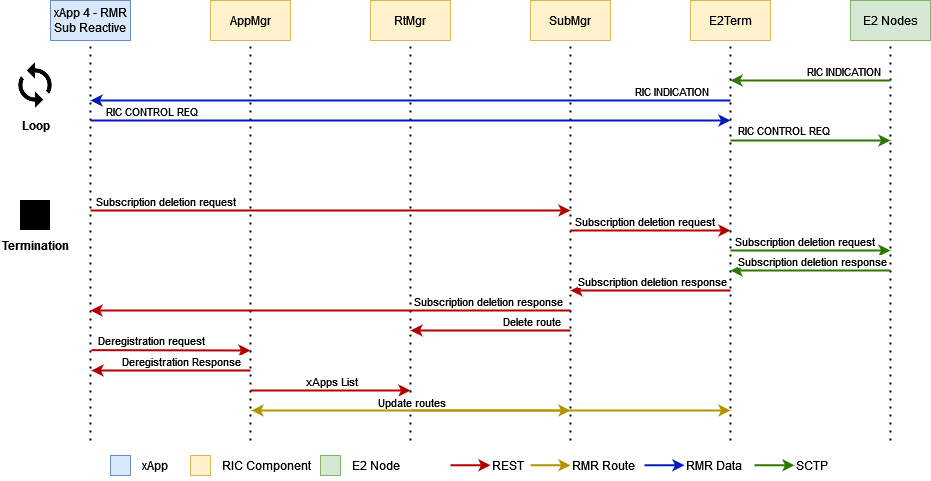 xApp 4 - RMR
Sub Reactive
AppMgr
RtMgr
SubMgr
E2Term
E2 Nodes
RIC INDICATION
RIC INDICATION
Loop
RIC CONTROL REQ
RIC CONTROL REQ
Subscription deletion request
Subscription deletion request
Termination
Subscription deletion request
Subscription deletion response
Subscription deletion response
Subscription deletion response
Delete route
Deregistration request
Deregistration Response
xApps List
Update routes
xApp
RIC Component
E2 Node
REST
RMR Route
RMR Data
SCTP